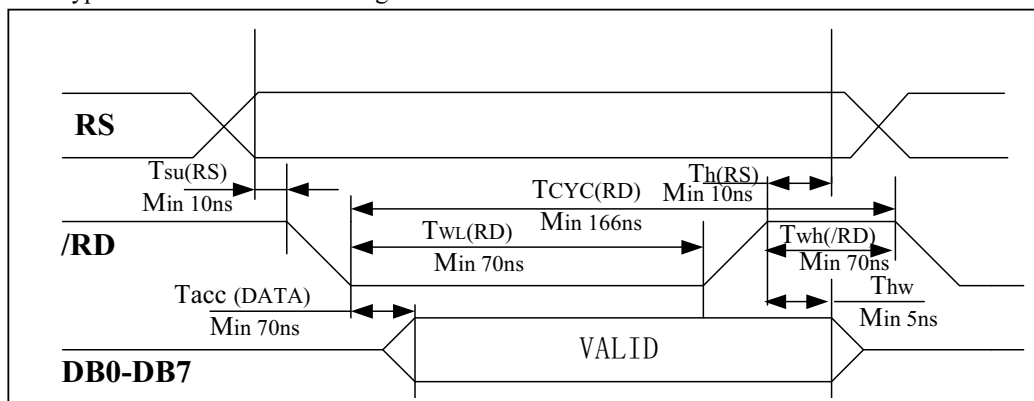 RS
Tsu(RS)
Min 10ns
Th(RS)
Min 10ns
TCYC(RD)
Min 166ns
/RD
TWL(RD)
Min 70ns
Twh(/RD)
Min 70ns
Tacc (DATA)
Min 70ns
Thw
Min 5ns
VALID
DB0-DB7